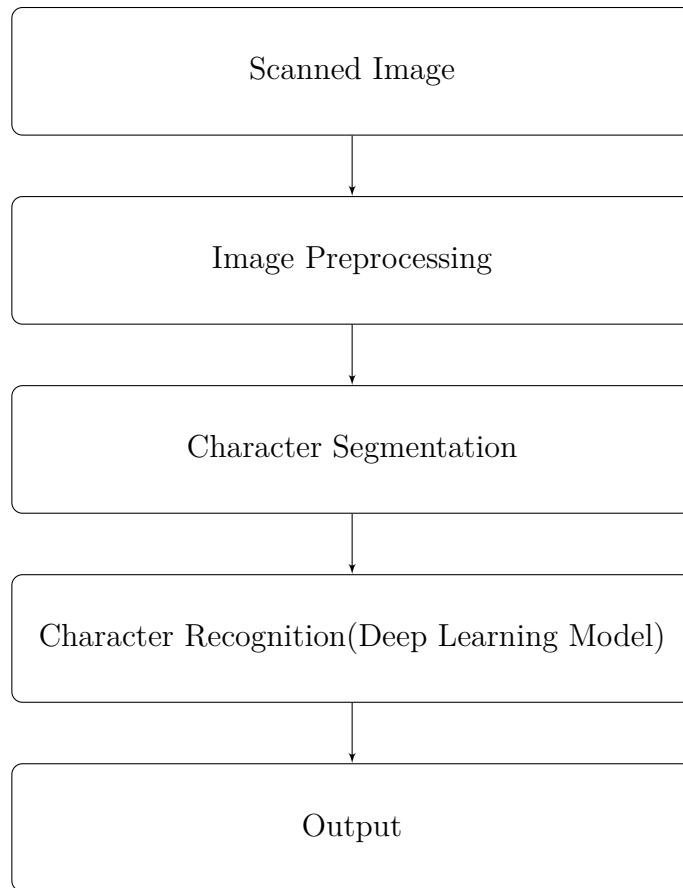 Scanned Image
Image Preprocessing
Character Segmentation
Character Recognition(Deep Learning Model)
Output